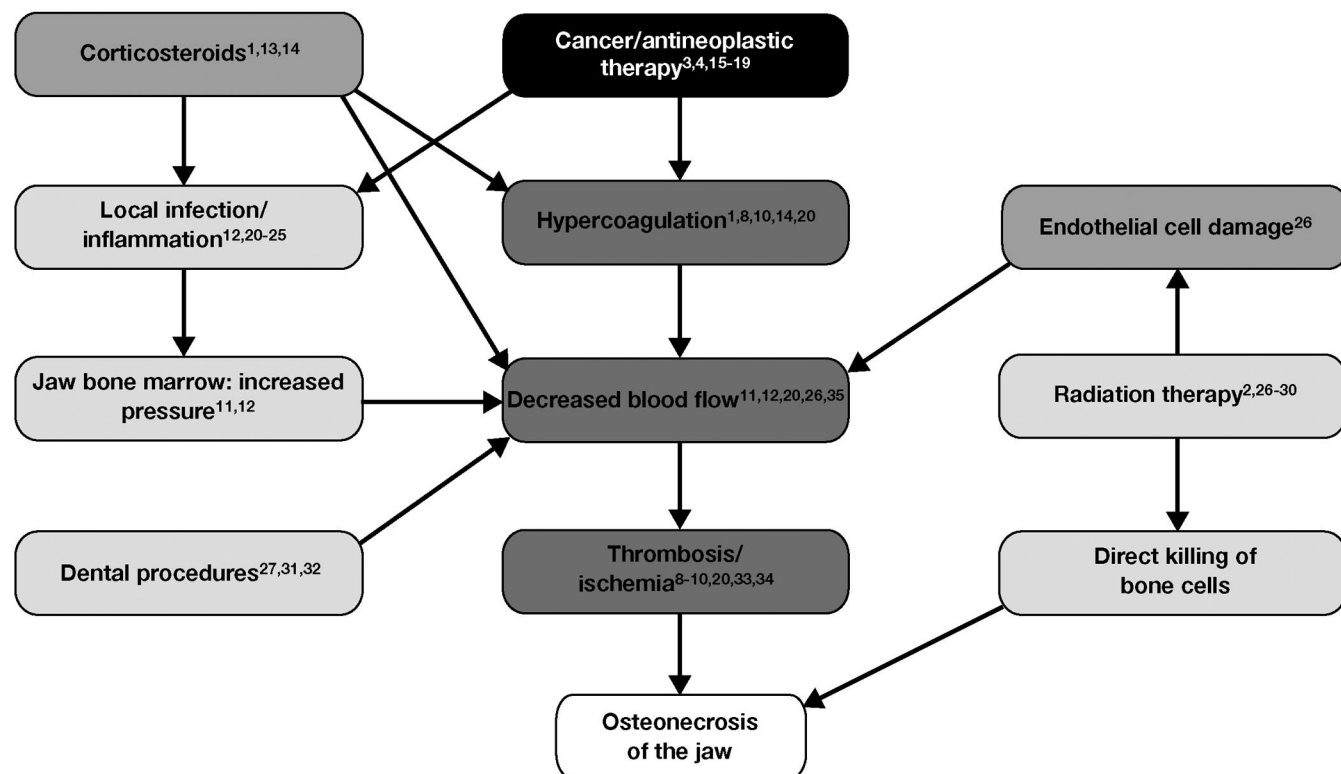 Corticosteroids1,13,14
Cancer/antineoplastic
therapy3,4,15-19
Local infection/
inflammation12,20-25
Hypercoagulation1,8,10,14,20
Endothelial cell damage26
Jaw bone marrow: increased
pressure11,12
Decreased blood flow11,12,20,26,35
Radiation therapy2,26-30
Dental procedures27,31,32
Thrombosis/
ischemia8-10,20,33,34
Direct killing of
bone cells
Osteonecrosis
of the jaw